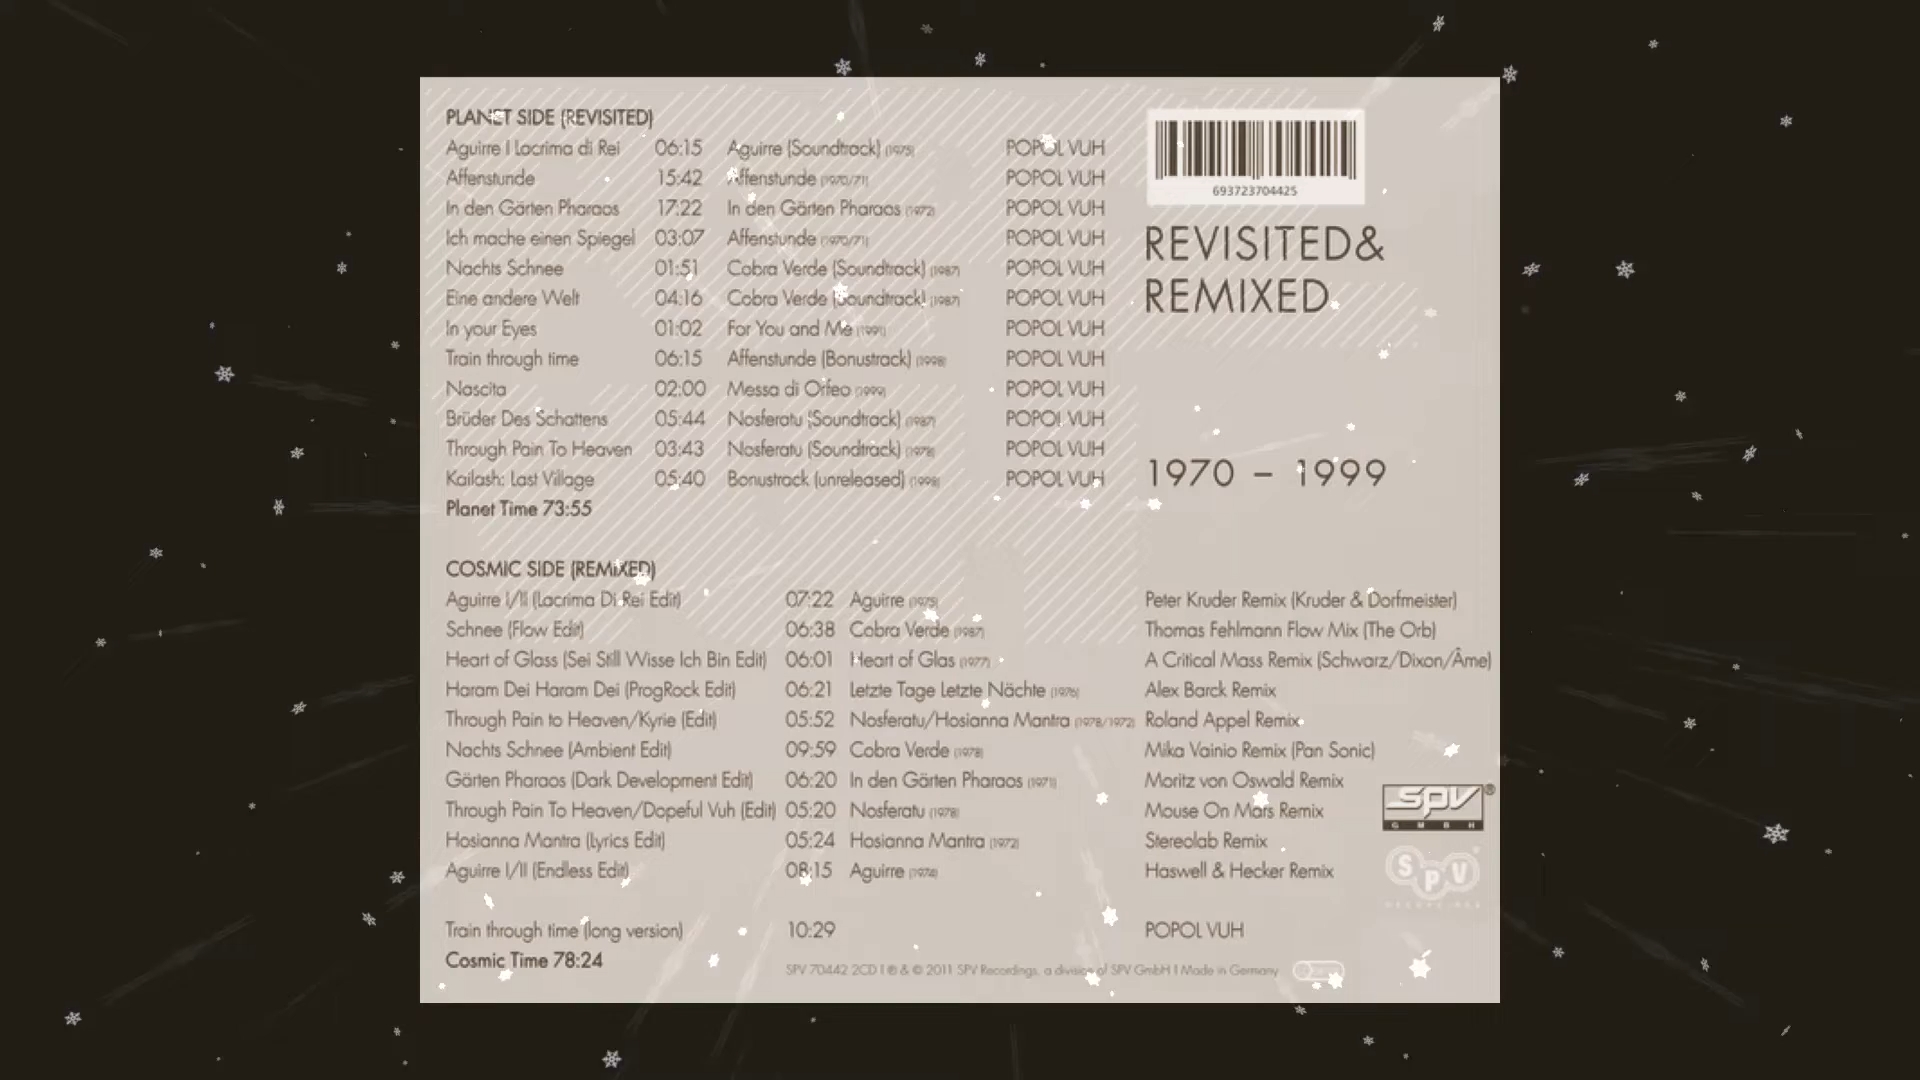 PLANET SIDE (REVISITED)
Aguirre I Lacrima di Rei 06:15 Aguirre (Soundtrack) (1975) POPOL VUH
Affenstunde 15:42 Affenstunde (1970/71) POPOL VUH
In den Gärten Pharaos 17:22 In den Gärten Pharaos (1972) POPOL VUH
Ich mache einen Spiegel 03:07 Affenstunde (1970/71) POPOL VUH
Nachts Schnee 01:51 Cobra Verde (Soundtrack) (1987) POPOL VUH
Eine andere Welt 04:16 Cobra Verde (Soundtrack) (1987) POPOL VUH
In your Eyes 01:02 For You and Me (1991) POPOL VUH
Train through time 06:15 Affenstunde (Bonustrack) (1998) POPOL VUH
Nascita 02:00 Messa di Orfeo (1999) POPOL VUH
Brüder Des Schattens 05:44 Nosferatu (Soundtrack) (1987) POPOL VUH
Through Pain To Heaven 03:43 Nosferatu (Soundtrack) (1978) POPOL VUH
Kailash: Last Village 05:40 Bonustrack (unreleased) (1998) POPOL VUH
Planet Time 73:55
693723704425
REVISITED&
REMIXED
1970 – 1999
COSMIC SIDE (REMIXED)
Aguirre I/II (Lacrima Di Rei Edit) 07:22 Aguirre (1975) Peter Kruder Remix (Kruder & Dorfmeister)
Schnee (Flow Edit) 06:38 Cobra Verde (1987) Thomas Fehlmann Flow Mix (The Orb)
Heart of Glass (Sei Still Wisse Ich Bin Edit) 06:01 Heart of Glas (1977) A Critical Mass Remix (Schwarz/Dixon/Âme)
Haram Dei Haram Dei (ProgRock Edit) 06:21 Letzte Tage Letzte Nächte (1976) Alex Barck Remix
Through Pain to Heaven/Kyrie (Edit) 05:52 Nosferatu/Hosianna Mantra (1978/1972) Roland Appel Remix
Nachts Schnee (Ambient Edit) 09:59 Cobra Verde (1978) Mika Vainio Remix (Pan Sonic)
Gärten Pharaos (Dark Development Edit) 06:20 In den Gärten Pharaos (1971) Moritz von Oswald Remix
Through Pain To Heaven/Dopeful Vuh (Edit) 05:20 Nosferatu (1978) Mouse On Mars Remix
Hosianna Mantra (Lyrics Edit) 05:24 Hosianna Mantra (1972) Stereolab Remix
Aguirre I/II (Endless Edit) 08:15 Aguirre (1974) Haswell & Hecker Remix
SPV®
GMBH
SPV
Train through time (long version) 10:29 POPOL VUH
Cosmic Time 78:24
SPV 70442 2CD I ℗ & © 2011 SPV Recordings, a division of SPV GmbH I Made in Germany